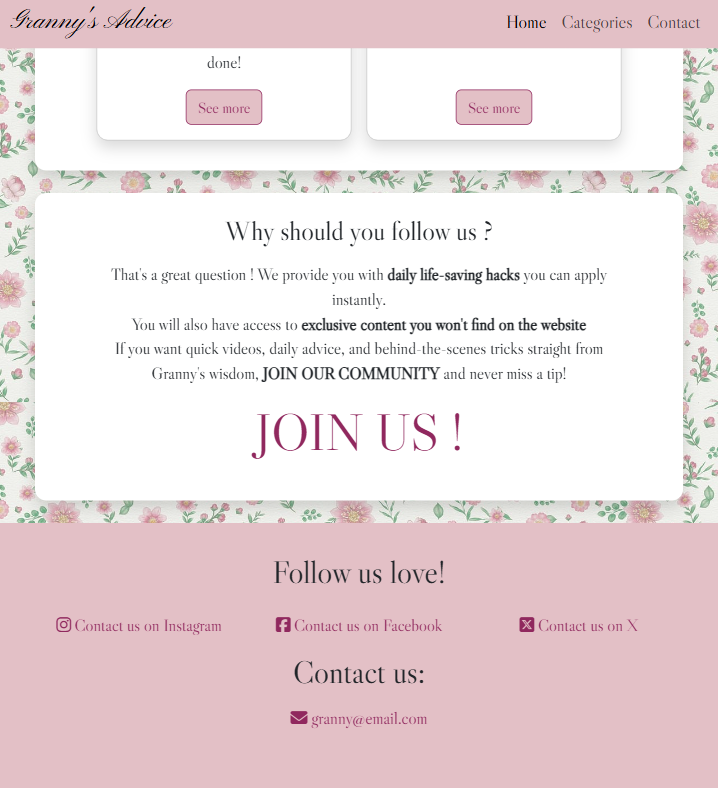 Granny's Advice
Home Categories Contact
done!
See more See more
Why should you follow us ?
That's a great question ! We provide you with daily life-saving hacks you can apply
instantly.
You will also have access to exclusive content you won't find on the website
If you want quick videos, daily advice, and behind-the-scenes tricks straight from
Granny's wisdom, JOIN OUR COMMUNITY and never miss a tip!
JOIN US !
Follow us love!
Contact us on Instagram Contact us on Facebook Contact us on X
Contact us:
granny@email.com